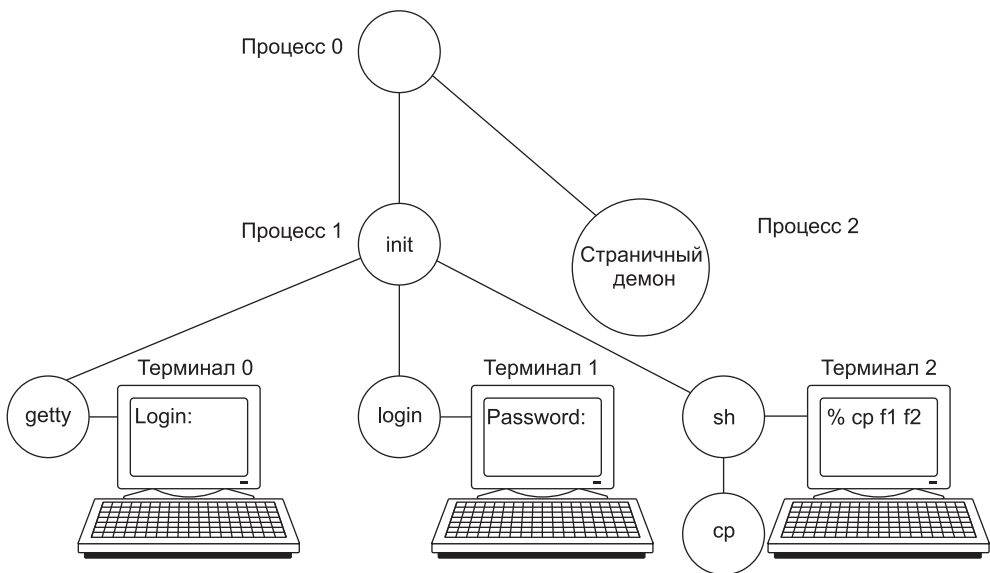 Процесс 0
Процесс 1
init
Процесс 2
Страничный
демон
Терминал 0
Терминал 1
Терминал 2
getty
Login:
login
Password:
sh
% cp f1 f2
cp